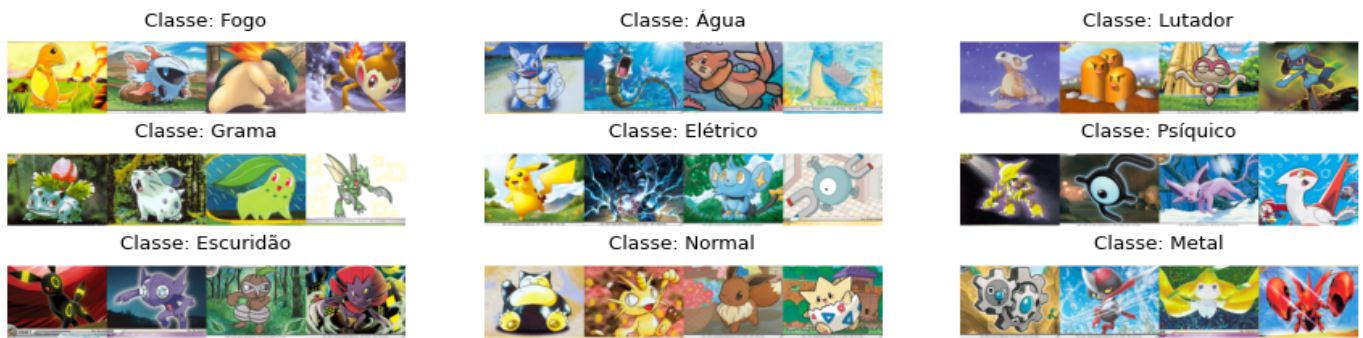 Classe: Fogo
Classe: Água
Classe: Lutador
Classe: Grama
Classe: Elétrico
Classe: Psíquico
Classe: Escuridão
Classe: Normal
Classe: Metal